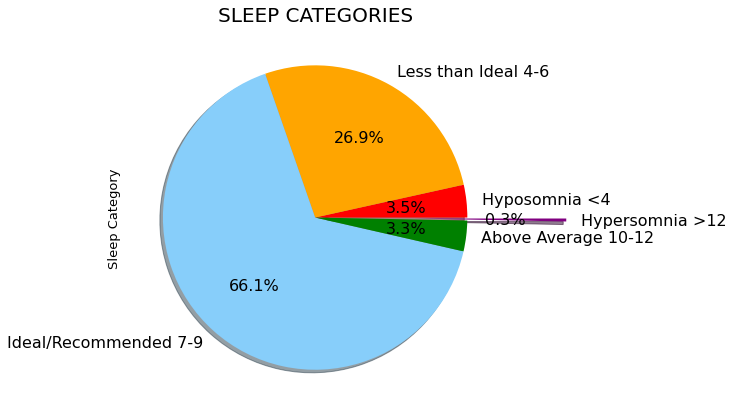 SLEEP CATEGORIES
Less than Ideal 4-6
26.9%
Hyposomnia <4
3.5%
0.3%
Hypersomnia >12
3.3%
Above Average 10-12
Sleep Category
66.1%
Ideal/Recommended 7-9